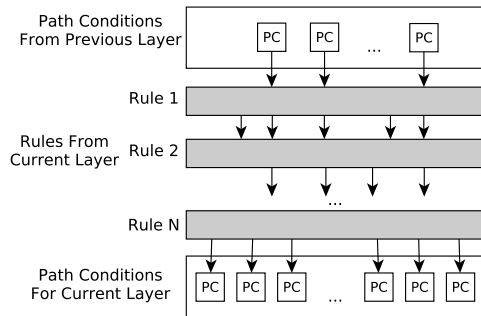 Path Conditions
From Previous Layer
PC PC ... PC
Rule 1
Rules From
Current Layer
Rule 2
...
Rule N
Path Conditions
For Current Layer
PC PC PC ... PC PC PC